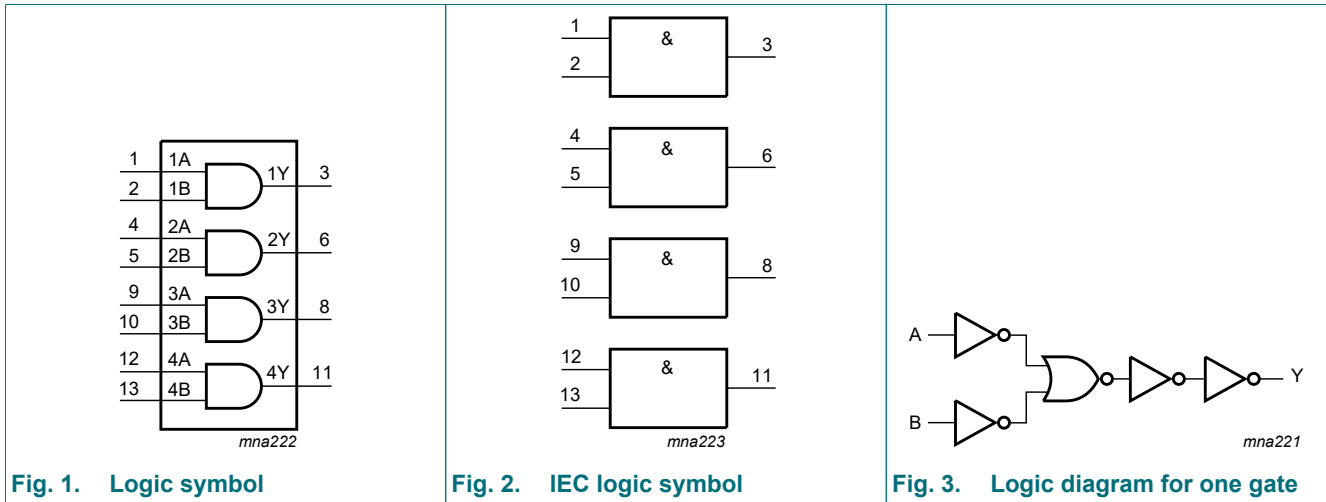 1 1A 1Y 3
2 1B
4 2A 2Y 6
5 2B
9 3A 3Y 8
10 3B
12 4A 4Y 11
13 4B
mna222
Fig. 1. Logic symbol
1 & 3
2
4 & 6
5
9 & 8
10
12 & 11
13
mna223
Fig. 2. IEC logic symbol
A
Y
B
mna221
Fig. 3. Logic diagram for one gate